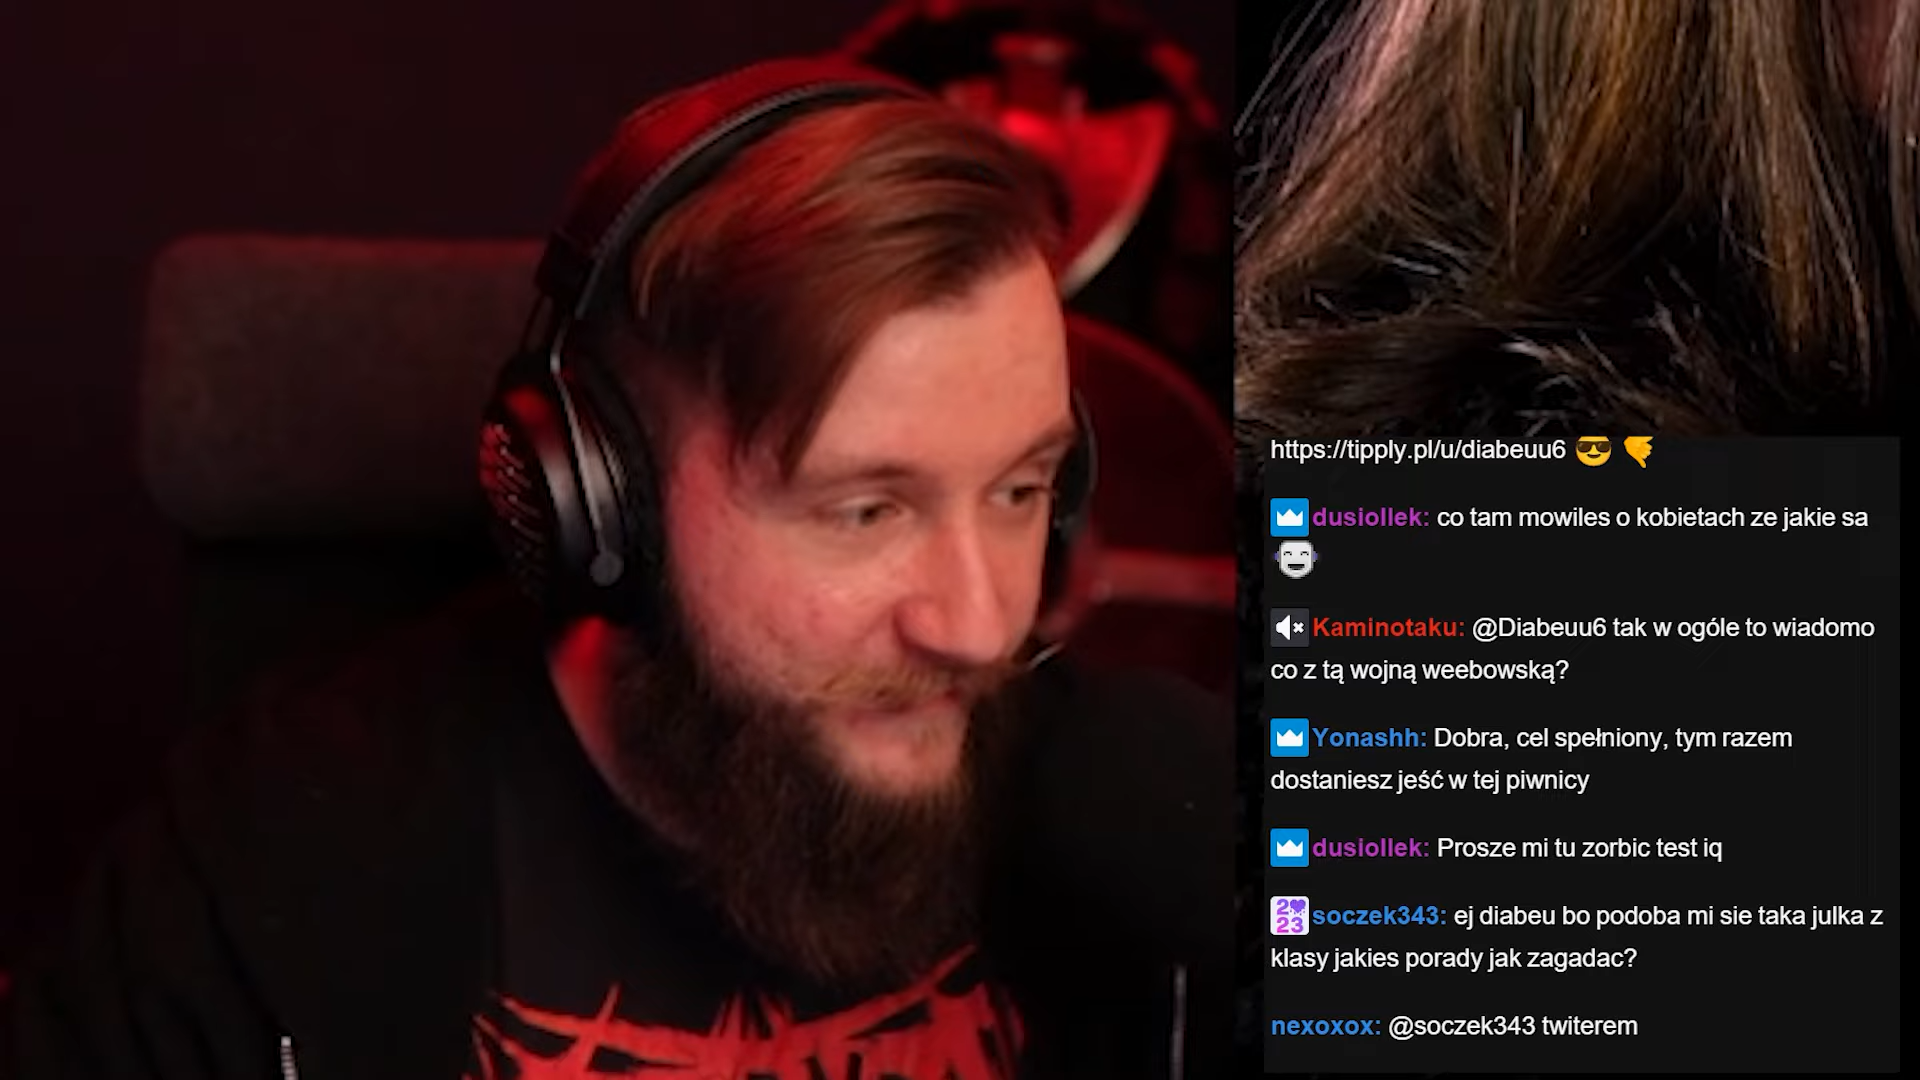 https://tipply.pl/u/diabeuu6 😎 🤙
dusiollek: co tam mowiles o kobietach ze jakie sa
Kaminotaku: @Diabeuu6 tak w ogóle to wiadomo
co z tą wojną weebowską?
Yonashh: Dobra, cel spełniony, tym razem
dostaniesz jeść w tej piwnicy
dusiollek: Prosze mi tu zorbic test iq
2023 soczek343: ej diabeu bo podoba mi sie taka julka z
klasy jakies porady jak zagadac?
nexoxox: @soczek343 twiterem